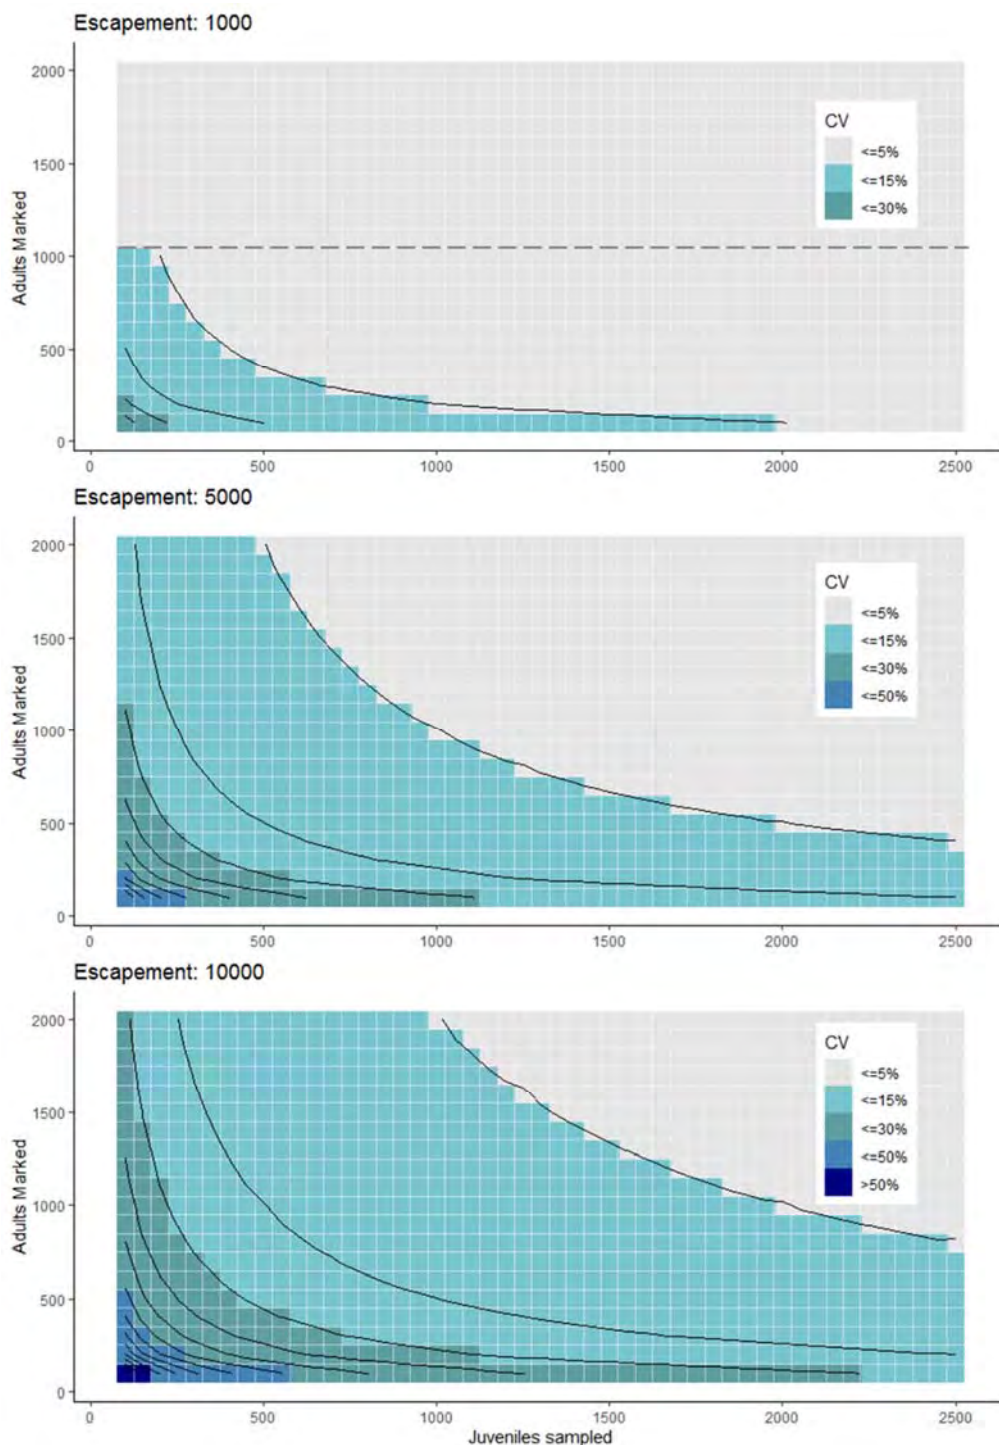 Escapement: 1000
2000
1500
1000
500
0
Adults Marked
CV
<=5%
<=15%
<=30%
0 500 1000 1500 2000 2500
Escapement: 5000
2000
1500
1000
500
0
Adults Marked
CV
<=5%
<=15%
<=30%
<=50%
0 500 1000 1500 2000 2500
Escapement: 10000
2000
1500
1000
500
0
Adults Marked
CV
<=5%
<=15%
<=30%
<=50%
>50%
0 500 1000 1500 2000 2500
Juveniles sampled